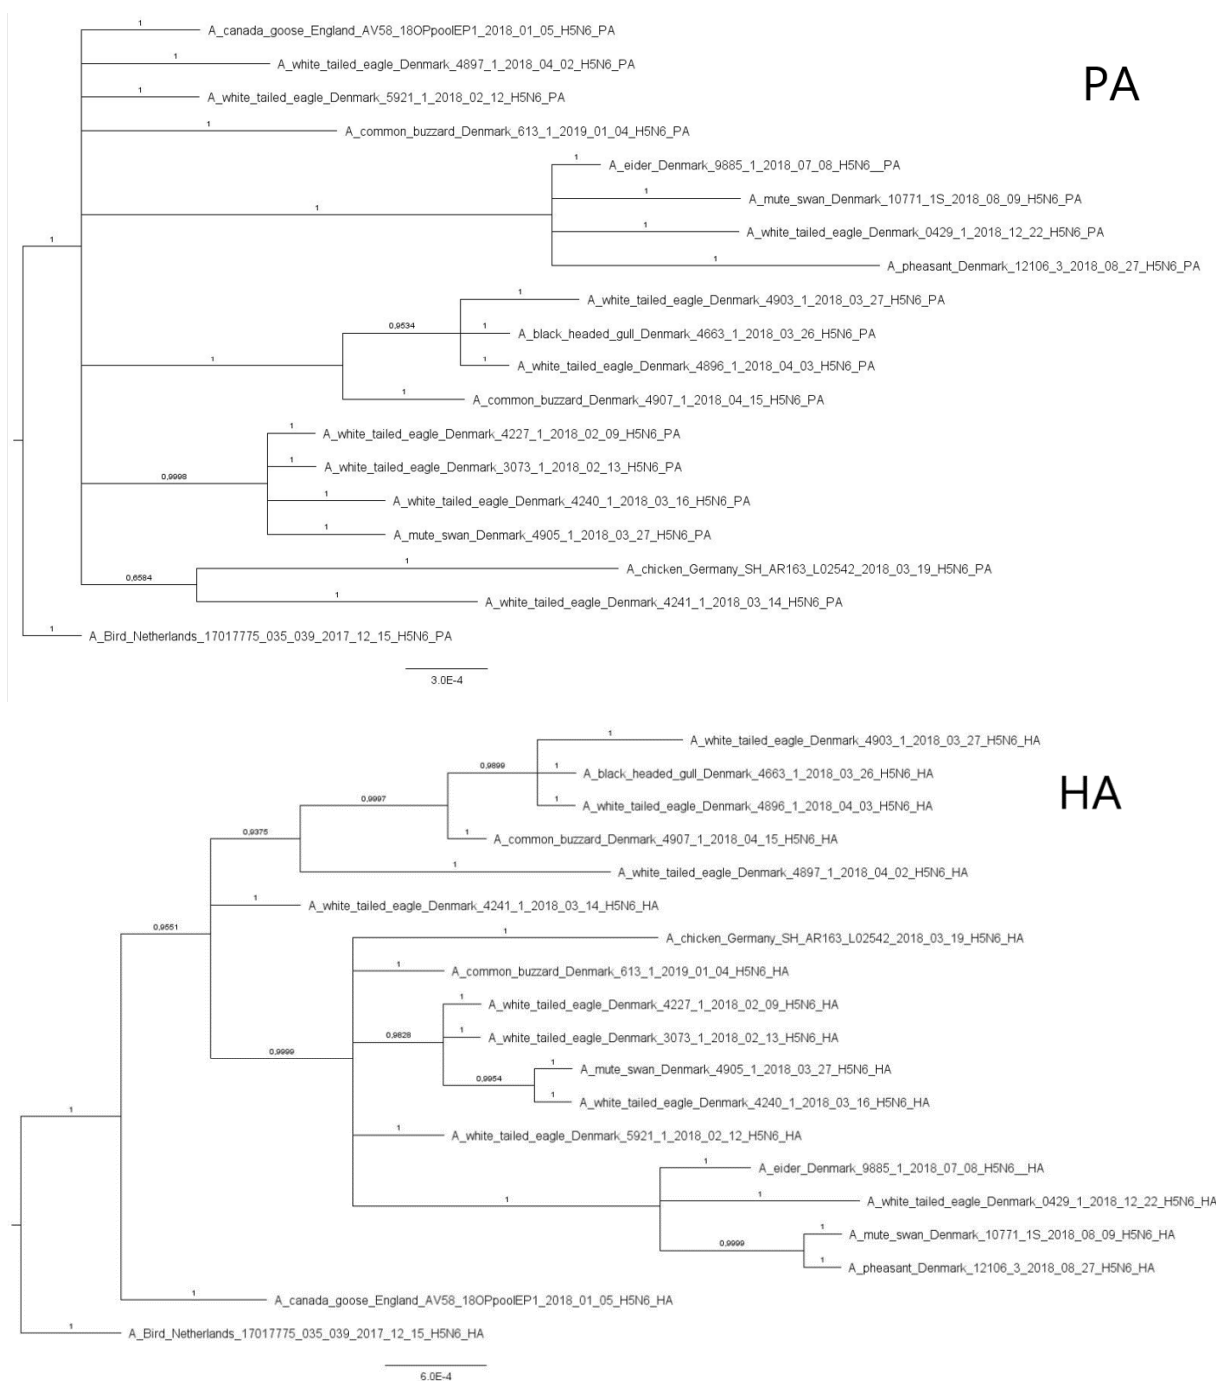 1
A_canada_goose_England_AV58_18OPpoolEP1_2018_01_05_H5N6_PA
1
A_white_tailed_eagle_Denmark_4897_1_2018_04_02_H5N6_PA
PA
1
A_white_tailed_eagle_Denmark_5921_1_2018_02_12_H5N6_PA
1
A_common_buzzard_Denmark_613_1_2019_01_04_H5N6_PA
1
A_eider_Denmark_9885_1_2018_07_08_H5N6__PA
1
A_mute_swan_Denmark_10771_1S_2018_08_09_H5N6_PA
1
1
A_white_tailed_eagle_Denmark_0429_1_2018_12_22_H5N6_PA
1
1
A_pheasant_Denmark_12106_3_2018_08_27_H5N6_PA
1
A_white_tailed_eagle_Denmark_4903_1_2018_03_27_H5N6_PA
0,9534
1
A_black_headed_gull_Denmark_4663_1_2018_03_26_H5N6_PA
1
1
A_white_tailed_eagle_Denmark_4896_1_2018_04_03_H5N6_PA
1
A_common_buzzard_Denmark_4907_1_2018_04_15_H5N6_PA
1
A_white_tailed_eagle_Denmark_4227_1_2018_02_09_H5N6_PA
1
A_white_tailed_eagle_Denmark_3073_1_2018_02_13_H5N6_PA
0,9998
1
A_white_tailed_eagle_Denmark_4240_1_2018_03_16_H5N6_PA
1
A_mute_swan_Denmark_4905_1_2018_03_27_H5N6_PA
1
A_chicken_Germany_SH_AR163_L02542_2018_03_19_H5N6_PA
0,6584
1
A_white_tailed_eagle_Denmark_4241_1_2018_03_14_H5N6_PA
1
A_Bird_Netherlands_17017775_035_039_2017_12_15_H5N6_PA
3.0E-4
1
A_white_tailed_eagle_Denmark_4903_1_2018_03_27_H5N6_HA
0,9899
1
A_black_headed_gull_Denmark_4663_1_2018_03_26_H5N6_HA
HA
0,9997
1
A_white_tailed_eagle_Denmark_4896_1_2018_04_03_H5N6_HA
0,9375
1
A_common_buzzard_Denmark_4907_1_2018_04_15_H5N6_HA
1
A_white_tailed_eagle_Denmark_4897_1_2018_04_02_H5N6_HA
1
A_white_tailed_eagle_Denmark_4241_1_2018_03_14_H5N6_HA
0,9551
1
A_chicken_Germany_SH_AR163_L02542_2018_03_19_H5N6_HA
1
A_common_buzzard_Denmark_613_1_2019_01_04_H5N6_HA
1
A_white_tailed_eagle_Denmark_4227_1_2018_02_09_H5N6_HA
0,9828
1
A_white_tailed_eagle_Denmark_3073_1_2018_02_13_H5N6_HA
0,9999
1
A_mute_swan_Denmark_4905_1_2018_03_27_H5N6_HA
0,9954
1
A_white_tailed_eagle_Denmark_4240_1_2018_03_16_H5N6_HA
1
1
A_white_tailed_eagle_Denmark_5921_1_2018_02_12_H5N6_HA
1
A_eider_Denmark_9885_1_2018_07_08_H5N6__HA
1
1
A_white_tailed_eagle_Denmark_0429_1_2018_12_22_H5N6_HA
1
A_mute_swan_Denmark_10771_1S_2018_08_09_H5N6_HA
0,9999
1
A_pheasant_Denmark_12106_3_2018_08_27_H5N6_HA
1
A_canada_goose_England_AV58_18OPpoolEP1_2018_01_05_H5N6_HA
1
A_Bird_Netherlands_17017775_035_039_2017_12_15_H5N6_HA
6.0E-4